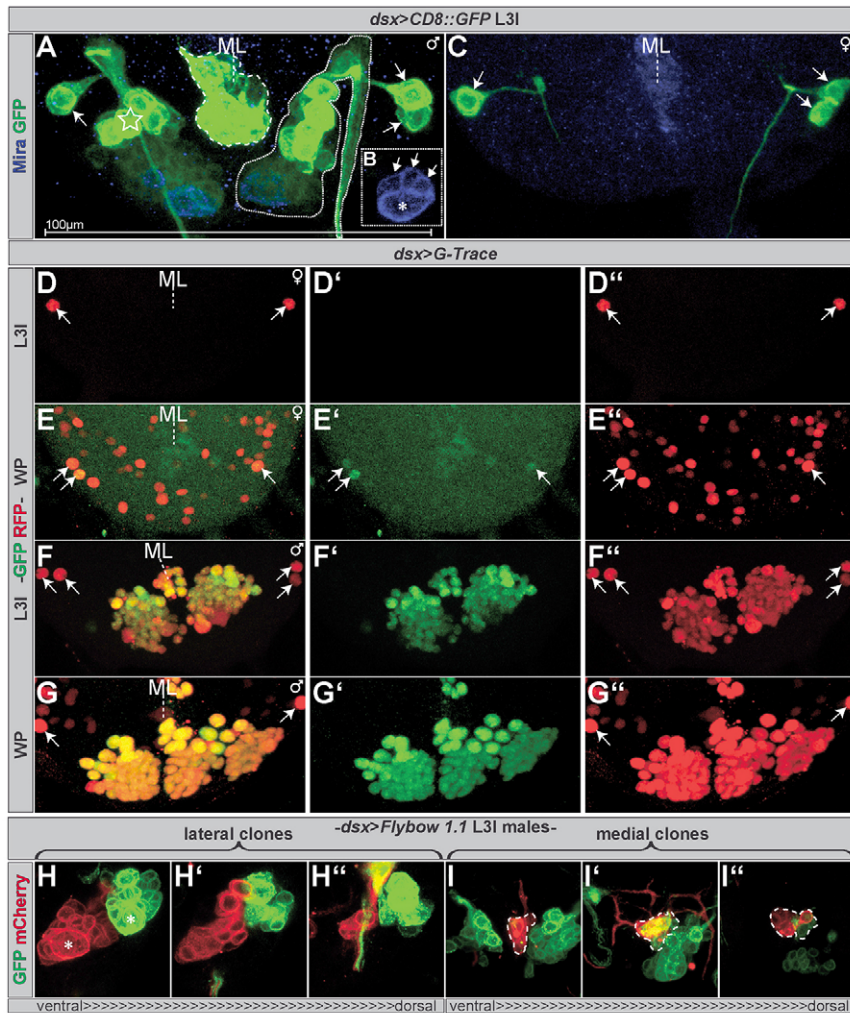 dsx>CD8::GFP L3I
A ML ♂ C ML ♀
Mira GFP
B
*
100µm
dsx>G-Trace
L3I -GFP RFP- WP
L3I
WP
D ML ♀ D‘ D“
E ML ♀ E‘ E“
F ML ♂ F‘ F“
G ML ♂ G‘ G“
-dsx>Flybow 1.1 L3I males-
lateral clones medial clones
GFP mCherry
H H‘ H“ I I‘ I“
* *
ventral>>>>>>>>>>>>>>>>>>>>>>>>>>>>>>>>>>>>>dorsal ventral>>>>>>>>>>>>>>>>>>>>>>>>>>>>>>>>>>>>>dorsal